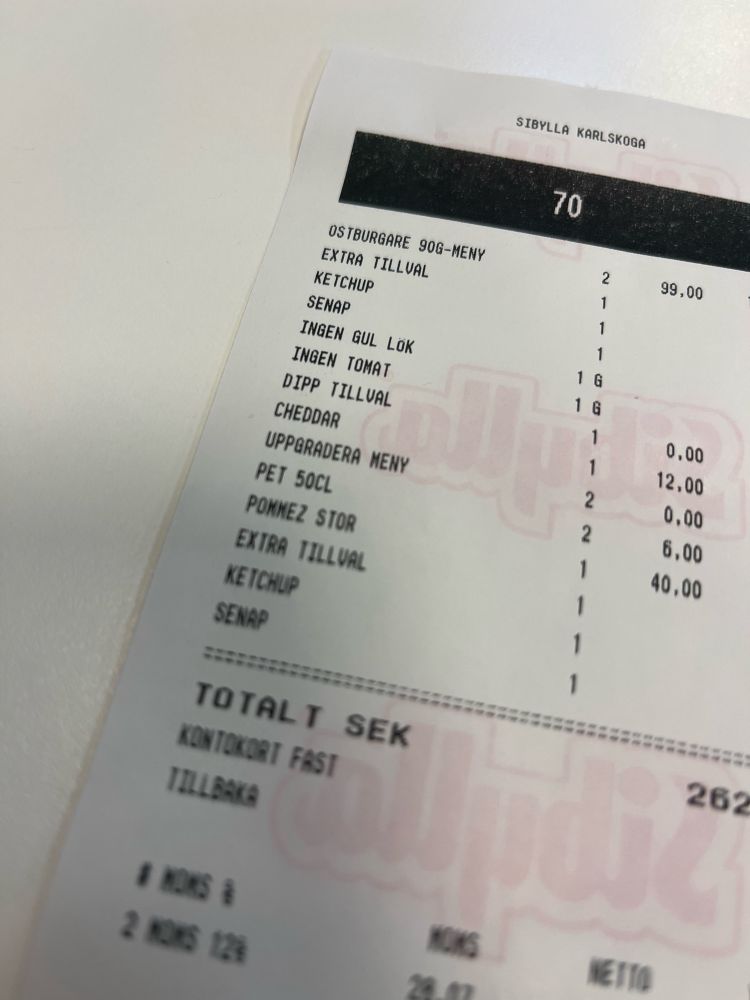 SIBYLLA KARLSKOGA
70
OSTBURGARE 90G-MENY 2 99.00
EXTRA TILLVAL 1
KETCHUP 1
SENAP 1
INGEN GUL LÖK 1 G
INGEN TOMAT 1 G
DIPP TILLVAL 1 0.00
CHEDDAR 1 12.00
UPPGRADERA MENY 2 0.00
PET 50CL 2 6.00
POMMEZ STOR 1 40.00
EXTRA TILLVAL 1
KETCHUP 1
SENAP 1
TOTALT SEK 262
KONTOKORT FAST
TILLBAKA
# MOMS % MOMS NETTO
2 MOMS 12% 28.07